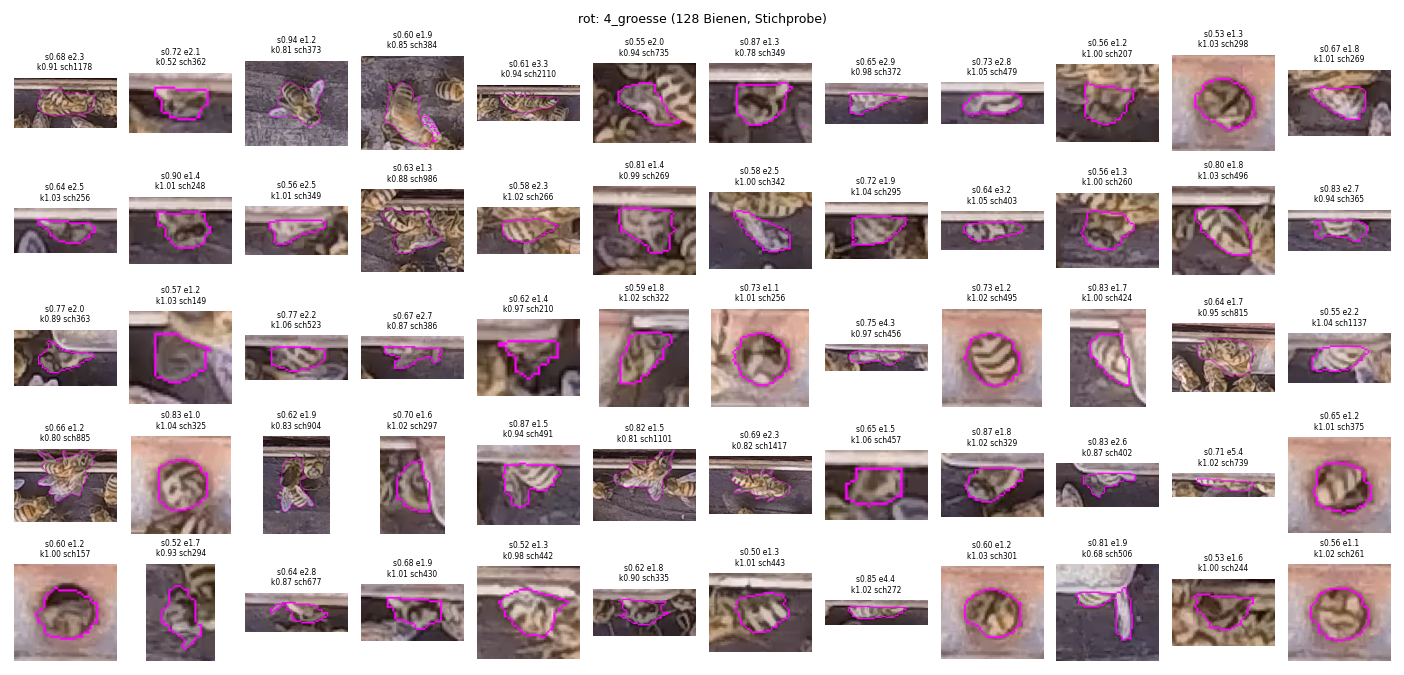 rot: 4_groesse (128 Bienen, Stichprobe)
s0.68 e2.3
k0.91 sch1178
s0.72 e2.1
k0.52 sch362
s0.94 e1.2
k0.81 sch373
s0.60 e1.9
k0.85 sch384
s0.61 e3.3
k0.94 sch2110
s0.55 e2.0
k0.94 sch735
s0.87 e1.3
k0.78 sch349
s0.65 e2.9
k0.98 sch372
s0.73 e2.8
k1.05 sch479
s0.56 e1.2
k1.00 sch207
s0.53 e1.3
k1.03 sch298
s0.67 e1.8
k1.01 sch269
s0.64 e2.5
k1.03 sch256
s0.90 e1.4
k1.01 sch248
s0.56 e2.5
k1.01 sch349
s0.63 e1.3
k0.88 sch986
s0.58 e2.3
k1.02 sch266
s0.81 e1.4
k0.99 sch269
s0.58 e2.5
k1.00 sch342
s0.72 e1.9
k1.04 sch295
s0.64 e3.2
k1.05 sch403
s0.56 e1.3
k1.00 sch260
s0.80 e1.8
k1.03 sch496
s0.83 e2.7
k0.94 sch365
s0.77 e2.0
k0.89 sch363
s0.57 e1.2
k1.03 sch149
s0.77 e2.2
k1.06 sch523
s0.67 e2.7
k0.87 sch386
s0.62 e1.4
k0.97 sch210
s0.59 e1.8
k1.02 sch322
s0.73 e1.1
k1.01 sch256
s0.75 e4.3
k0.97 sch456
s0.73 e1.2
k1.02 sch495
s0.83 e1.7
k1.00 sch424
s0.64 e1.7
k0.95 sch815
s0.55 e2.2
k1.04 sch1137
s0.66 e1.2
k0.80 sch885
s0.83 e1.0
k1.04 sch325
s0.62 e1.9
k0.83 sch904
s0.70 e1.6
k1.02 sch297
s0.87 e1.5
k0.94 sch491
s0.82 e1.5
k0.81 sch1101
s0.69 e2.3
k0.82 sch1417
s0.65 e1.5
k1.06 sch457
s0.87 e1.8
k1.02 sch329
s0.83 e2.6
k0.87 sch402
s0.71 e5.4
k1.02 sch739
s0.65 e1.2
k1.01 sch375
s0.60 e1.2
k1.00 sch157
s0.52 e1.7
k0.93 sch294
s0.64 e2.8
k0.87 sch677
s0.68 e1.9
k1.01 sch430
s0.52 e1.3
k0.98 sch442
s0.62 e1.8
k0.90 sch335
s0.50 e1.3
k1.01 sch443
s0.85 e4.4
k1.02 sch272
s0.60 e1.2
k1.03 sch301
s0.81 e1.9
k0.68 sch506
s0.53 e1.6
k1.00 sch244
s0.56 e1.1
k1.02 sch261